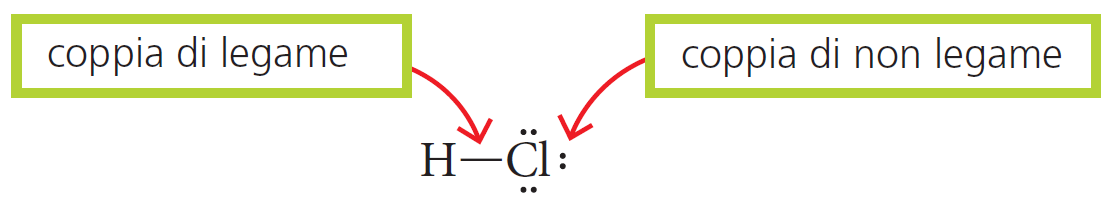 coppia di legame
coppia di non legame
H—Cl: